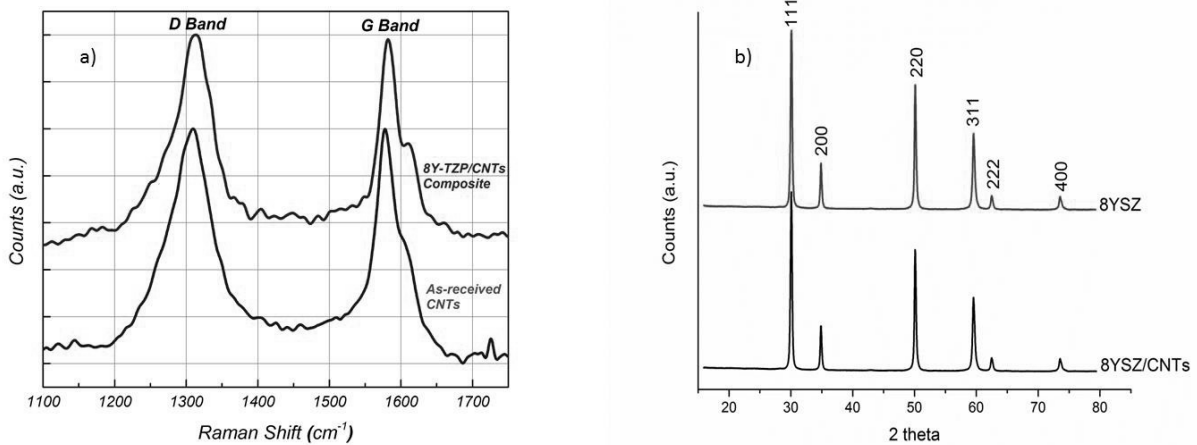 a)
D Band
G Band
8Y-TZP/CNTs
Composite
As-received
CNTs
Counts (a.u.)
1100
1200
1300
1400
1500
1600
1700
Raman Shift (cm⁻¹)
b)
111
200
220
311
222
400
8YSZ
8YSZ/CNTs
Counts (a.u.)
20
30
40
50
60
70
80
2 theta